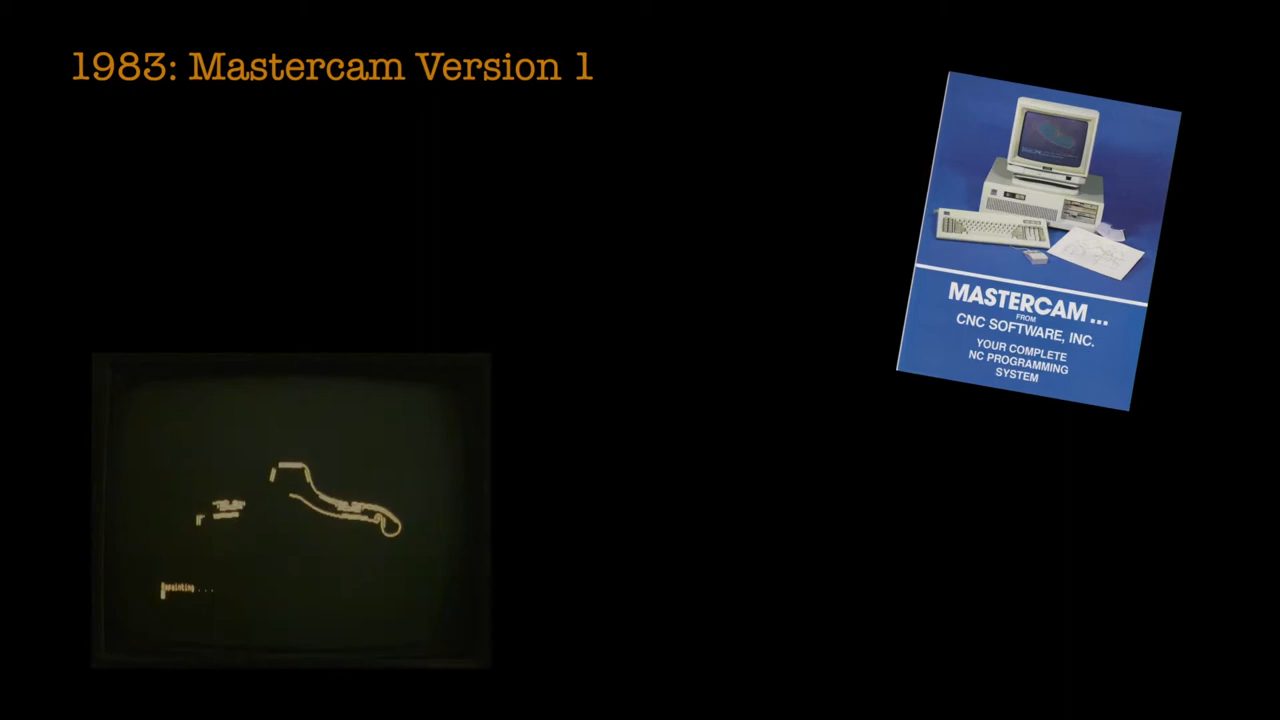 1983: Mastercam Version 1
MASTERCAM...
FROM
CNC SOFTWARE, INC.
YOUR COMPLETE
NC PROGRAMMING
SYSTEM